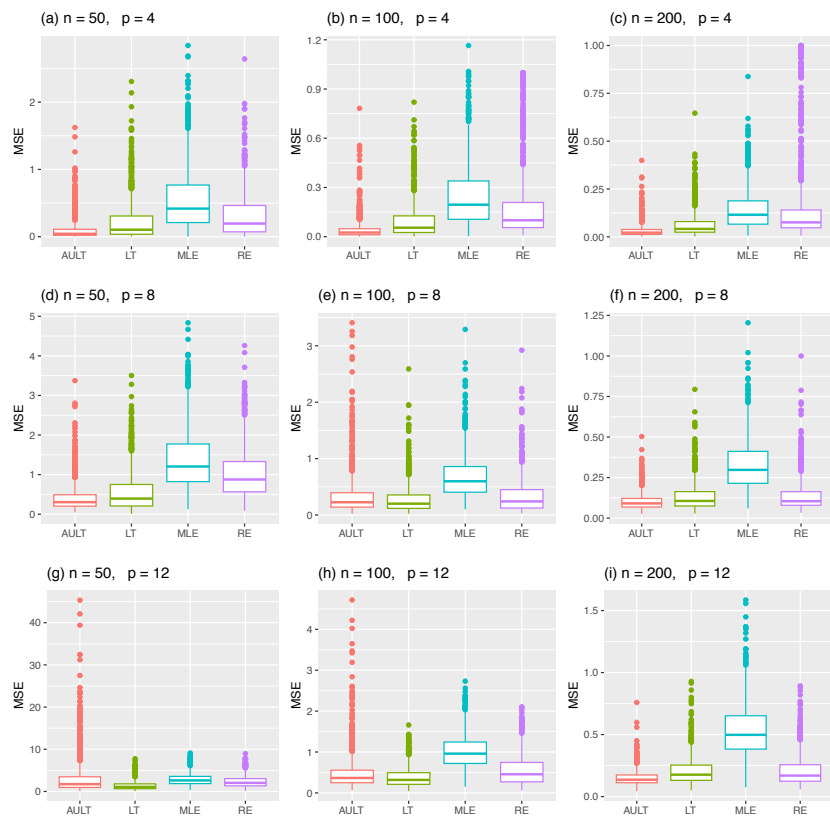 (a) n = 50, p = 4
(b) n = 100, p = 4
(c) n = 200, p = 4
MSE
2
1
0
AULT LT MLE RE
MSE
1.2
0.9
0.6
0.3
0.0
AULT LT MLE RE
MSE
1.00
0.75
0.50
0.25
0.00
AULT LT MLE RE
(d) n = 50, p = 8
(e) n = 100, p = 8
(f) n = 200, p = 8
MSE
5
4
3
2
1
0
AULT LT MLE RE
MSE
3
2
1
0
AULT LT MLE RE
MSE
1.25
1.00
0.75
0.50
0.25
0.00
AULT LT MLE RE
(g) n = 50, p = 12
(h) n = 100, p = 12
(i) n = 200, p = 12
MSE
40
30
20
10
0
AULT LT MLE RE
MSE
4
3
2
1
0
AULT LT MLE RE
MSE
1.5
1.0
0.5
0.0
AULT LT MLE RE